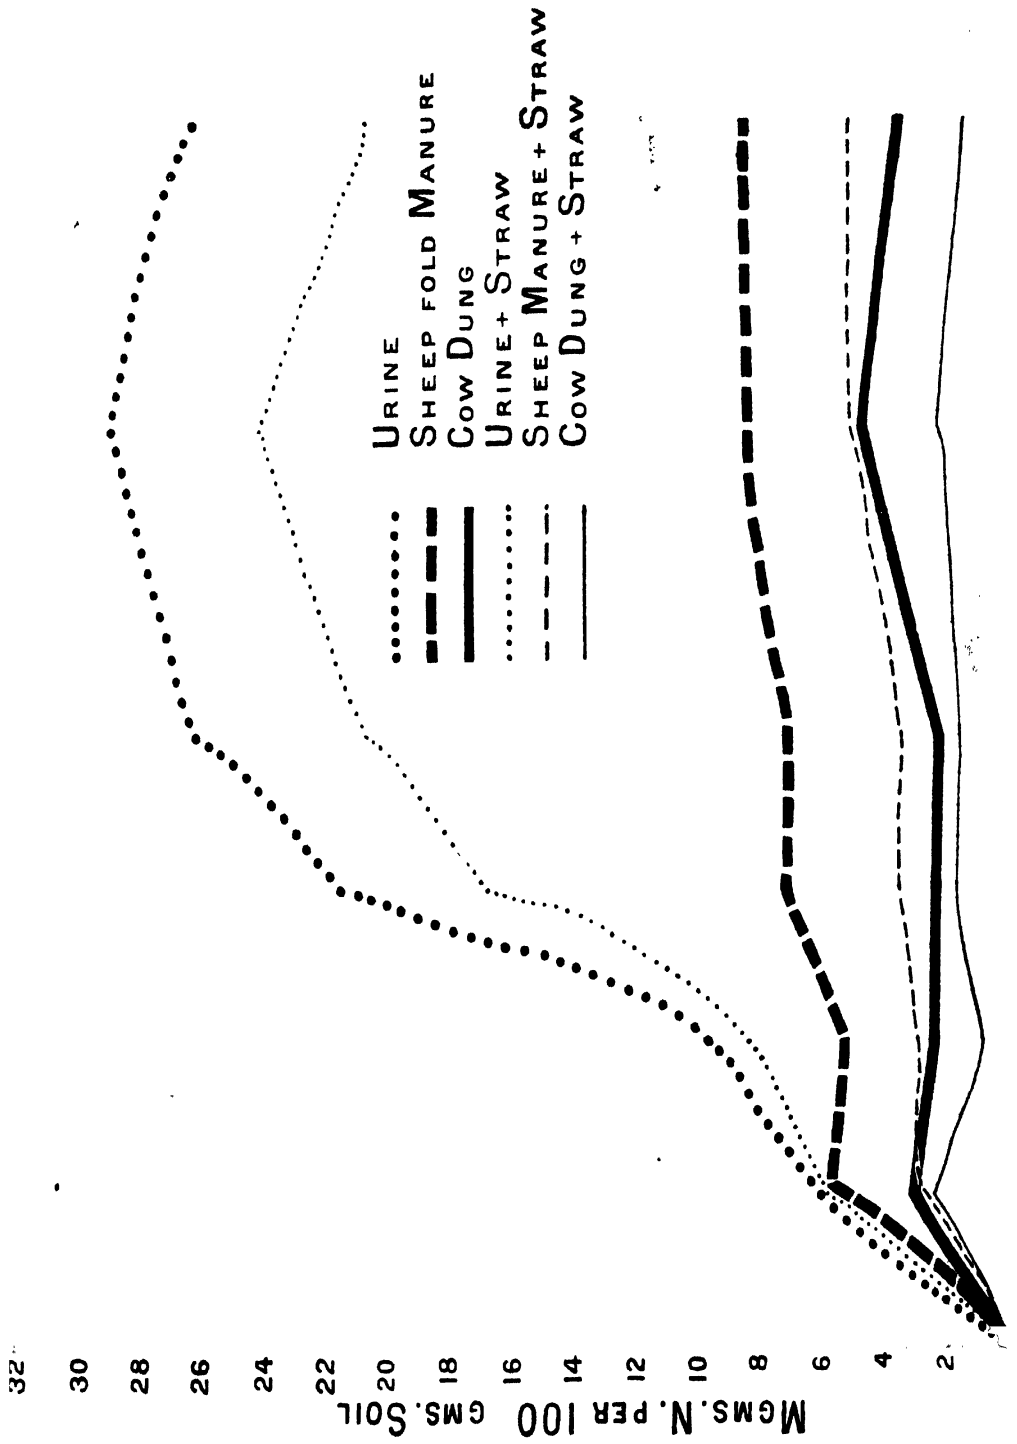 32
30
28
26
24
22
20
18
16
14
12
10
8
6
4
2
MGMS. N. PER 100 GMS. SOIL
URINE
SHEEP FOLD MANURE
COW DUNG
URINE + STRAW
SHEEP MANURE + STRAW
COW DUNG + STRAW